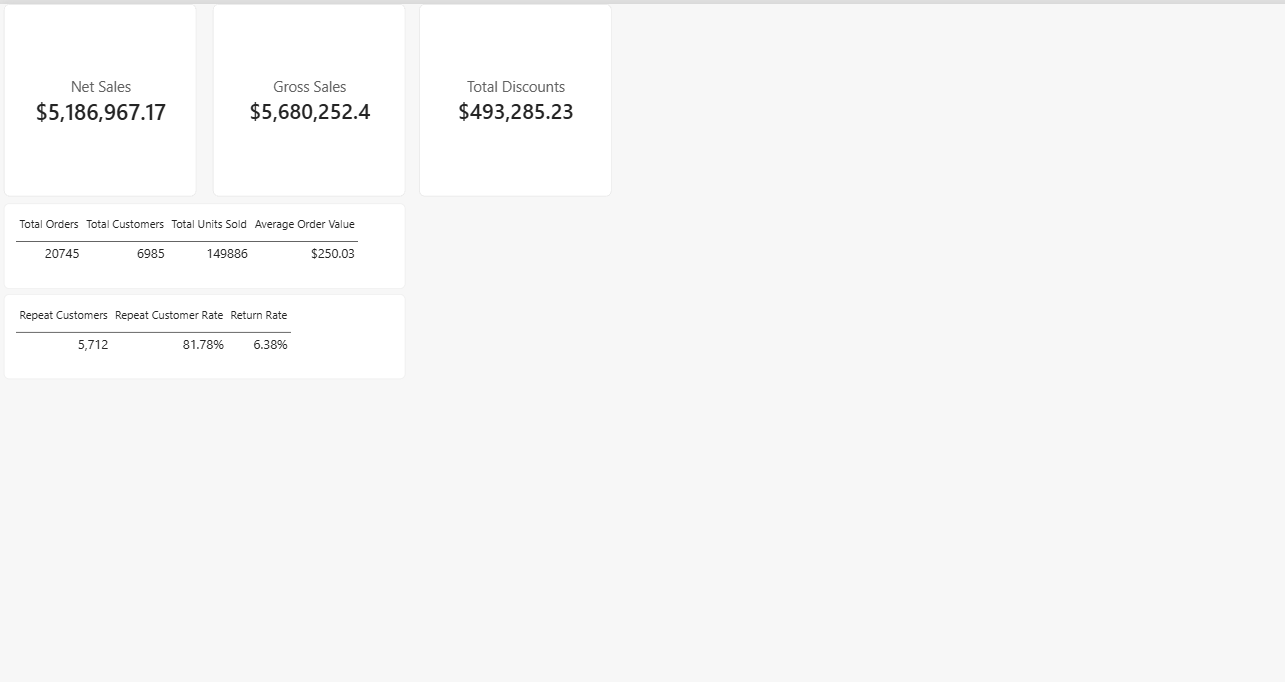 Net Sales
$5,186,967.17
Gross Sales
$5,680,252.4
Total Discounts
$493,285.23
Total Orders Total Customers Total Units Sold Average Order Value
20745 6985 149886 $250.03
Repeat Customers Repeat Customer Rate Return Rate
5,712 81.78% 6.38%